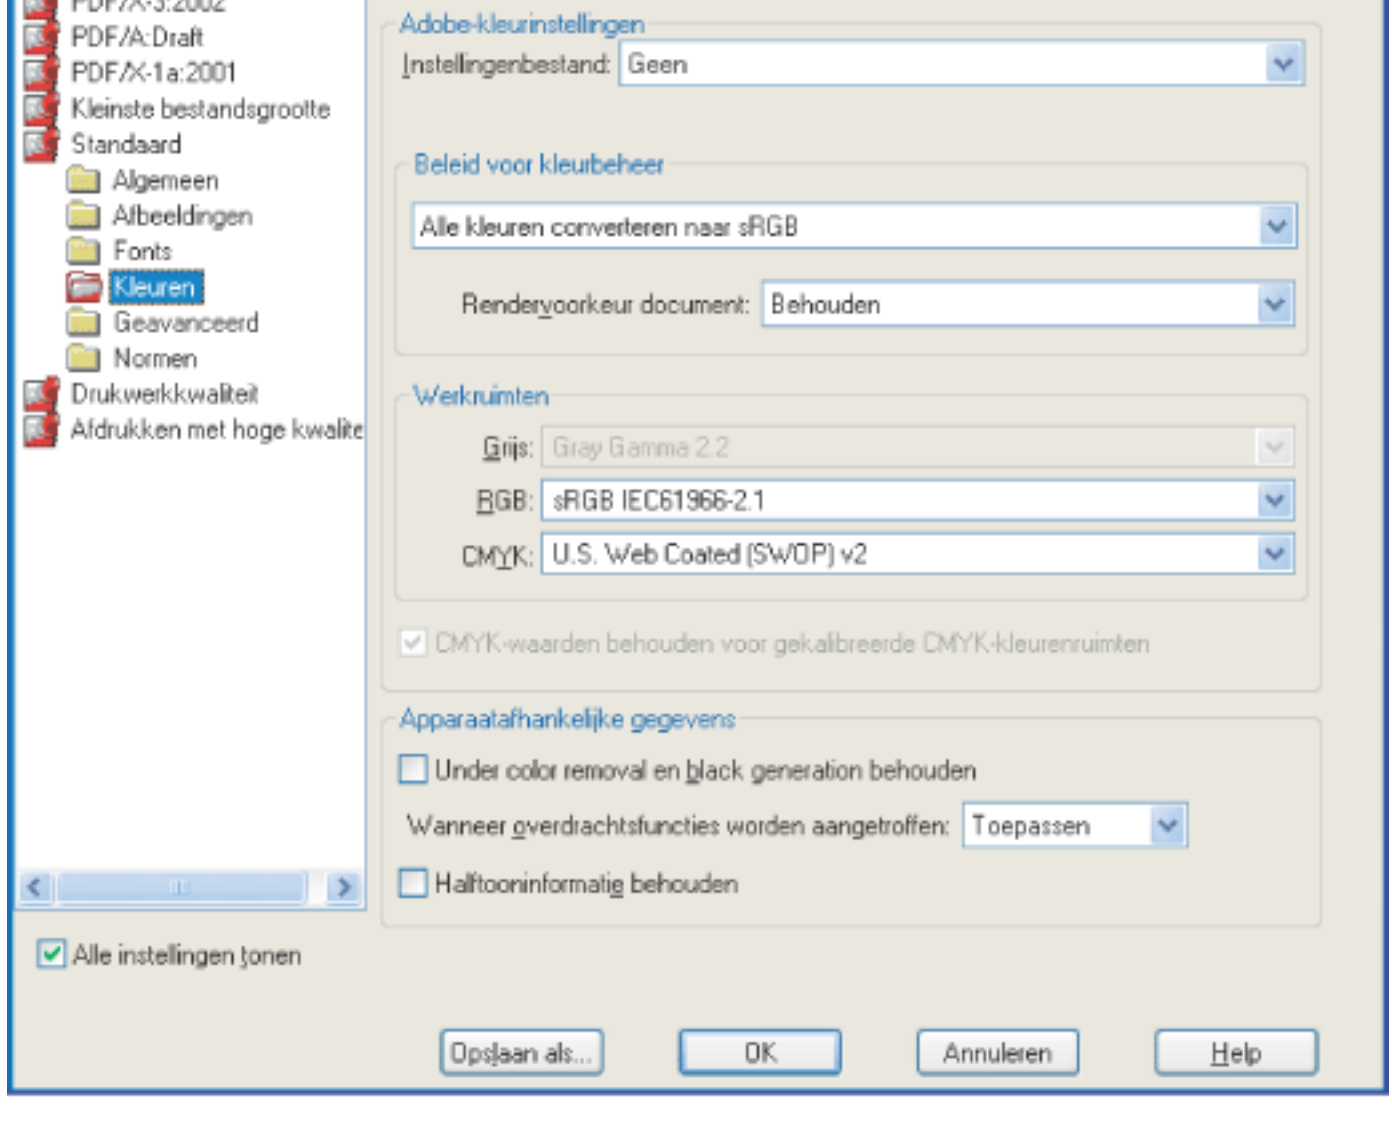 PDF/X-3:2002
PDF/A:Draft
PDF/X-1a:2001
Kleinste bestandsgrootte
Standaard
Algemeen
Afbeeldingen
Fonts
Kleuren
Geavanceerd
Normen
Drukwerkkwaliteit
Afdrukken met hoge kwalite
Alle instellingen tonen
Adobe-kleurinstellingen
Instellingenbestand: Geen
Beleid voor kleurbeheer
Alle kleuren converteren naar sRGB
Rendervoorkeur document: Behouden
Werkruimten
Grijs: Gray Gamma 2.2
RGB: sRGB IEC61966-2.1
CMYK: U.S. Web Coated (SWOP) v2
CMYK-waarden behouden voor gekalibreerde CMYK-kleurenruimten
Apparaatafhankelijke gegevens
Under color removal en black generation behouden
Wanneer overdrachtsfuncties worden aangetroffen: Toepassen
Halftooninformatie behouden
Opslaan als... OK Annuleren Help